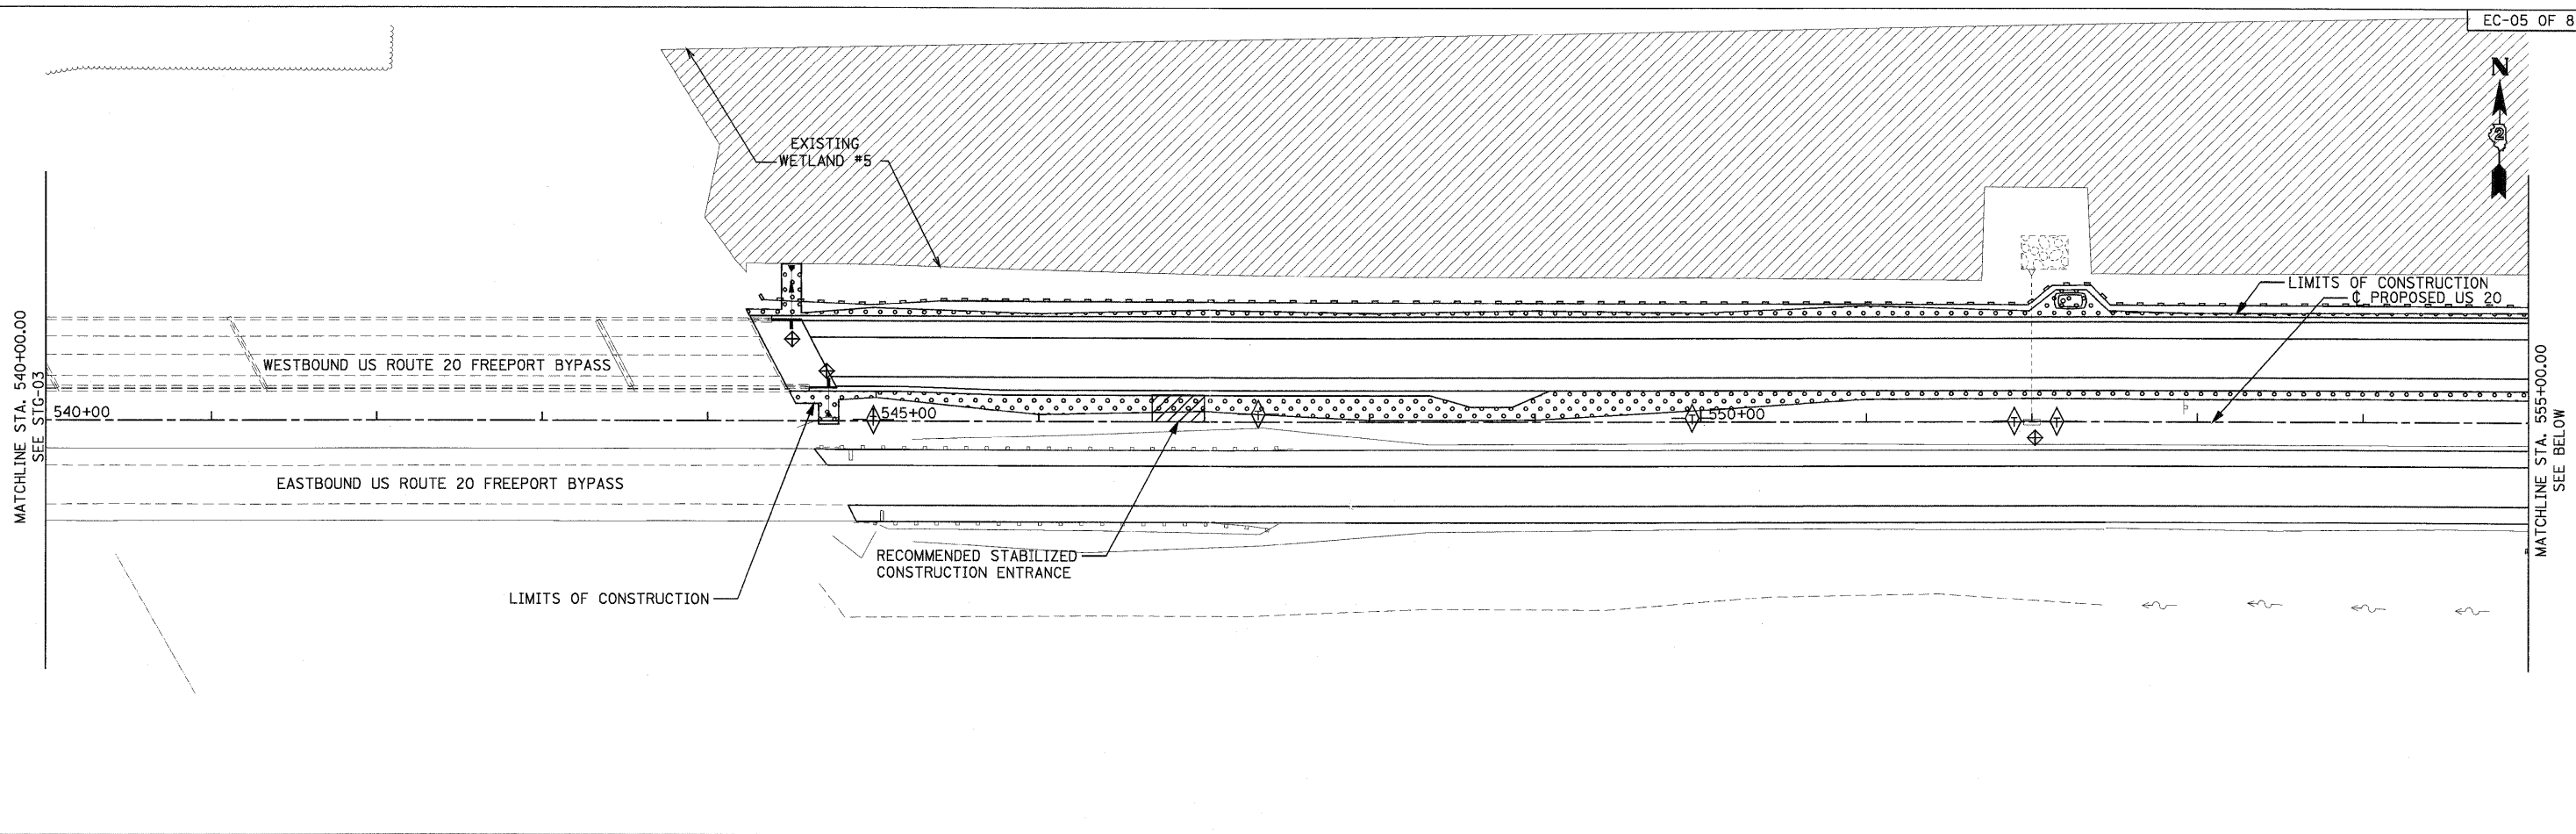 EC-05 OF 8
N
2
EXISTING
WETLAND #5
LIMITS OF CONSTRUCTION
℄ PROPOSED US 20
WESTBOUND US ROUTE 20 FREEPORT BYPASS
540+00
545+00
550+00
T
T
T
T
T
EASTBOUND US ROUTE 20 FREEPORT BYPASS
RECOMMENDED STABILIZED
CONSTRUCTION ENTRANCE
LIMITS OF CONSTRUCTION
MATCHLINE STA. 540+00.00
SEE STG-03
MATCHLINE STA. 555+00.00
SEE BELOW